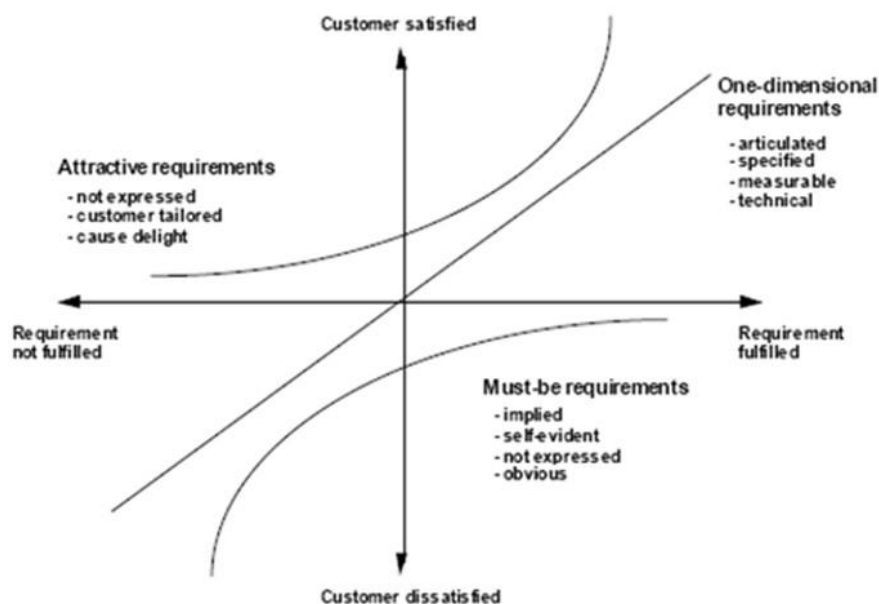 Customer satisfied
One-dimensional
requirements
- articulated
- specified
- measurable
- technical
Attractive requirements
- not expressed
- customer tailored
- cause delight
Requirement
not fulfilled
Requirement
fulfilled
Must-be requirements
- implied
- self-evident
- not expressed
- obvious
Customer dissatisfied